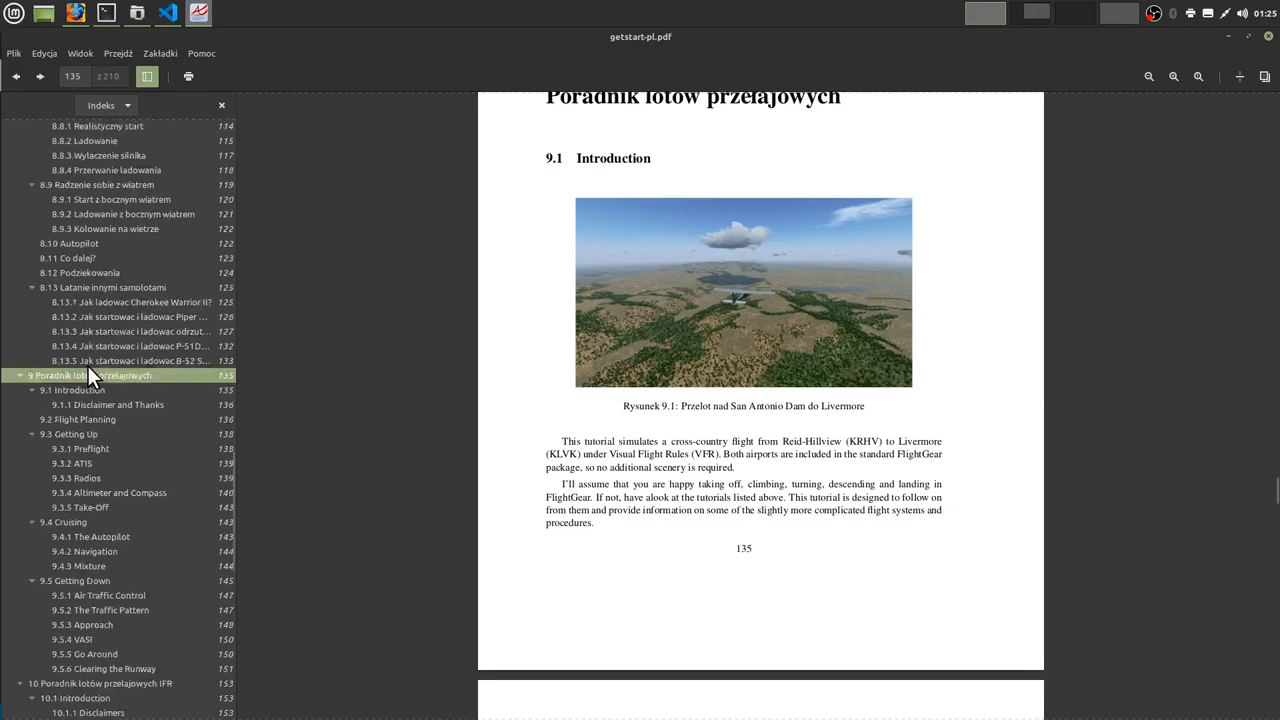 01:25
getstart-pl.pdf
Plik Edycja Widok Przejdź Zakładki Pomoc
135 z 210
Indeks
8.8.1 Realistyczny start 114
8.8.2 Ladowanie 115
8.8.3 Wylaczenie silnika 117
8.8.4 Przerwanie ladowania 118
8.9 Radzenie sobie z wiatrem 119
8.9.1 Start z bocznym wiatrem 120
8.9.2 Ladowanie z bocznym wiatrem 121
8.9.3 Kolowanie na wietrze 122
8.10 Autopilot 122
8.11 Co dalej? 123
8.12 Podziekowania 124
8.13 Latanie innymi samolotami 125
8.13.1 Jak ladowac Cherokee Warrior II? 125
8.13.2 Jak startowac i ladowac Piper ... 126
8.13.3 Jak startowac i ladowac odrzut... 127
8.13.4 Jak startowac i ladowac P-51D... 132
8.13.5 Jak startowac i ladowac B-52 S... 133
9 Poradnik lotów przełajowych 135
9.1 Introduction 135
9.1.1 Disclaimer and Thanks 136
9.2 Flight Planning 136
9.3 Getting Up 138
9.3.1 Preflight 138
9.3.2 ATIS 139
9.3.3 Radios 139
9.3.4 Altimeter and Compass 140
9.3.5 Take-Off 143
9.4 Cruising 143
9.4.1 The Autopilot 143
9.4.2 Navigation 144
9.4.3 Mixture 144
9.5 Getting Down 145
9.5.1 Air Traffic Control 147
9.5.2 The Traffic Pattern 147
9.5.3 Approach 148
9.5.4 VASI 150
9.5.5 Go Around 150
9.5.6 Clearing the Runway 151
10 Poradnik lotów przełajowych IFR 153
10.1 Introduction 153
10.1.1 Disclaimers 153
Poradnik lotów przełajowych
9.1 Introduction
Rysunek 9.1: Przelot nad San Antonio Dam do Livermore
This tutorial simulates a cross-country flight from Reid-Hillview (KRHV) to Livermore
(KLVK) under Visual Flight Rules (VFR). Both airports are included in the standard FlightGear
package, so no additional scenery is required.
I'll assume that you are happy taking off, climbing, turning, descending and landing in
FlightGear. If not, have alook at the tutorials listed above. This tutorial is designed to follow on
from them and provide information on some of the slightly more complicated flight systems and
procedures.
135